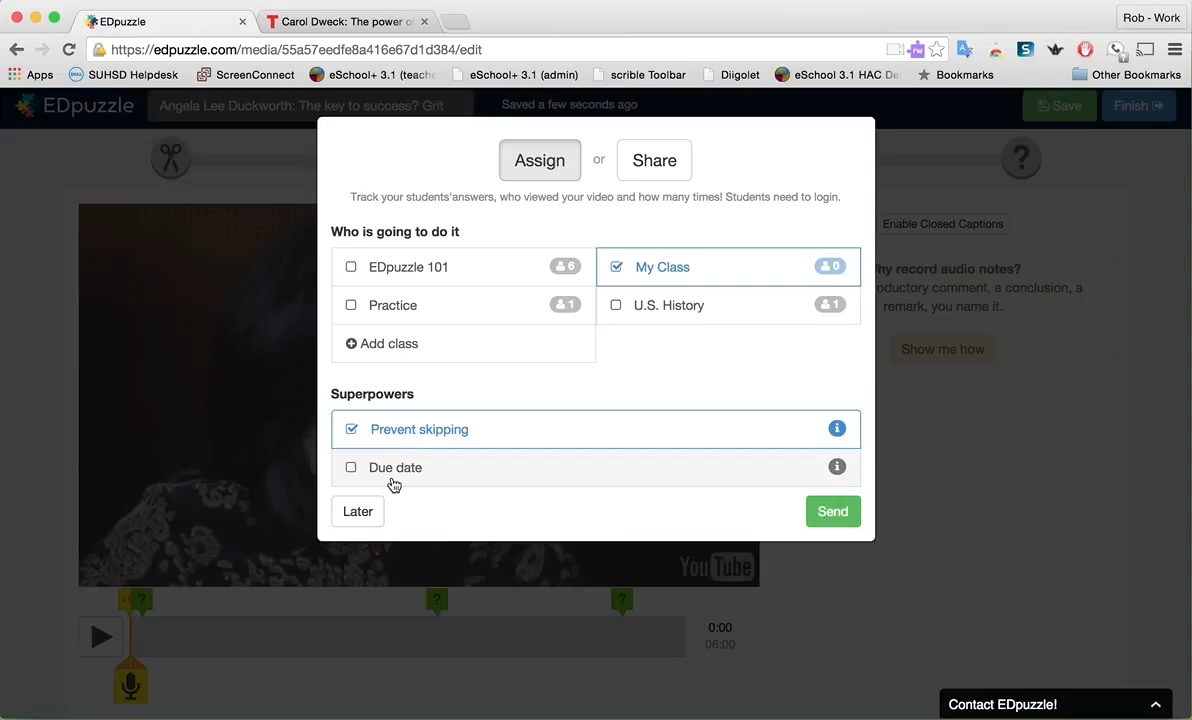 EDpuzzle
Carol Dweck: The power o
Rob - Work
https://edpuzzle.com/media/55a57eedfe8a416e67d1d384/edit
Apps SUHSD Helpdesk ScreenConnect eSchool+ 3.1 (teache eSchool+ 3.1 (admin) scrible Toolbar Diigolet eSchool 3.1 HAC De Bookmarks Other Bookmarks
EDpuzzle Angela Lee Duckworth: The key to success? Grit Saved a few seconds ago Save Finish
Assign or Share
Track your students'answers, who viewed your video and how many times! Students need to login.
Who is going to do it
EDpuzzle 101 6
My Class 0
Practice 1
U.S. History 1
Add class
Superpowers
Prevent skipping
Due date
Later
Send
Enable Closed Captions
hy record audio notes?
oductory comment, a conclusion, a
remark, you name it.
Show me how
YouTube
? ? ?
0:00
06:00
Contact EDpuzzle!